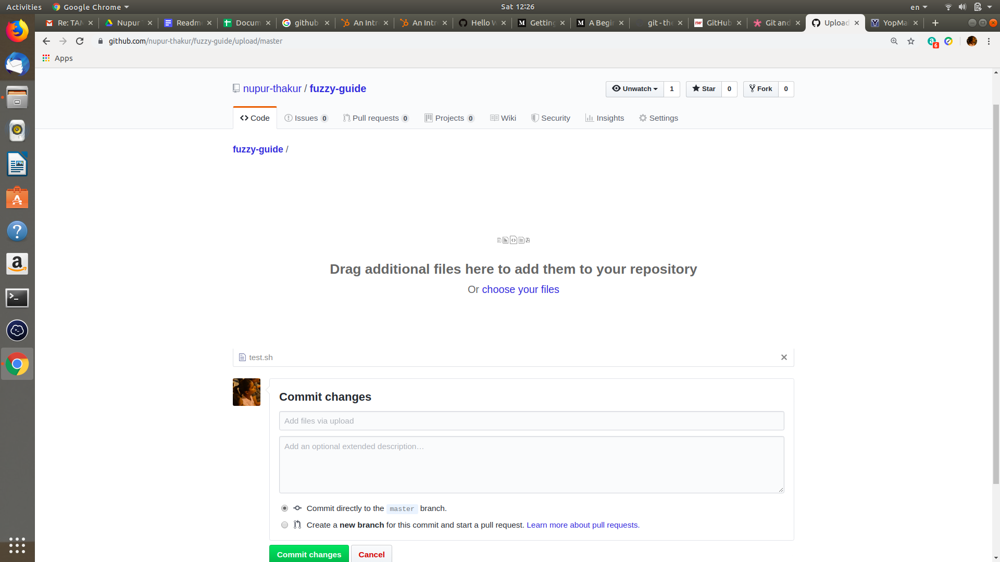 Activities Google Chrome Sat 12:26 en
Re: TAM Nupur Readme Docum github An Intr An Intr Hello W Getting A Begin git - the GitHub Git and Upload YopMa
github.com/nupur-thakur/fuzzy-guide/upload/master 6
Apps
nupur-thakur / fuzzy-guide Unwatch 1 Star 0 Fork 0
Code Issues 0 Pull requests 0 Projects 0 Wiki Security Insights Settings
fuzzy-guide /
Drag additional files here to add them to your repository
Or choose your files
test.sh
Commit changes
Add files via upload
Add an optional extended description…
Commit directly to the master branch.
Create a new branch for this commit and start a pull request. Learn more about pull requests.
Commit changes Cancel